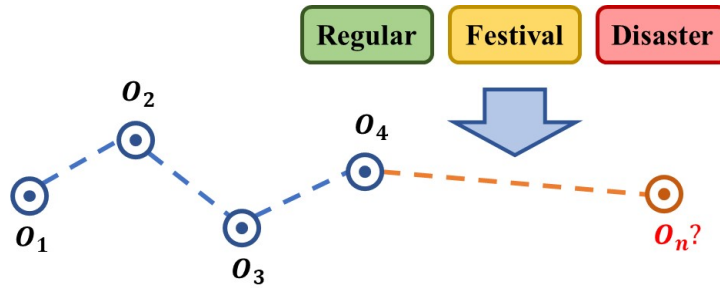 Regular Festival Disaster
O₂
O₄
O₁
O₃
Oₙ?